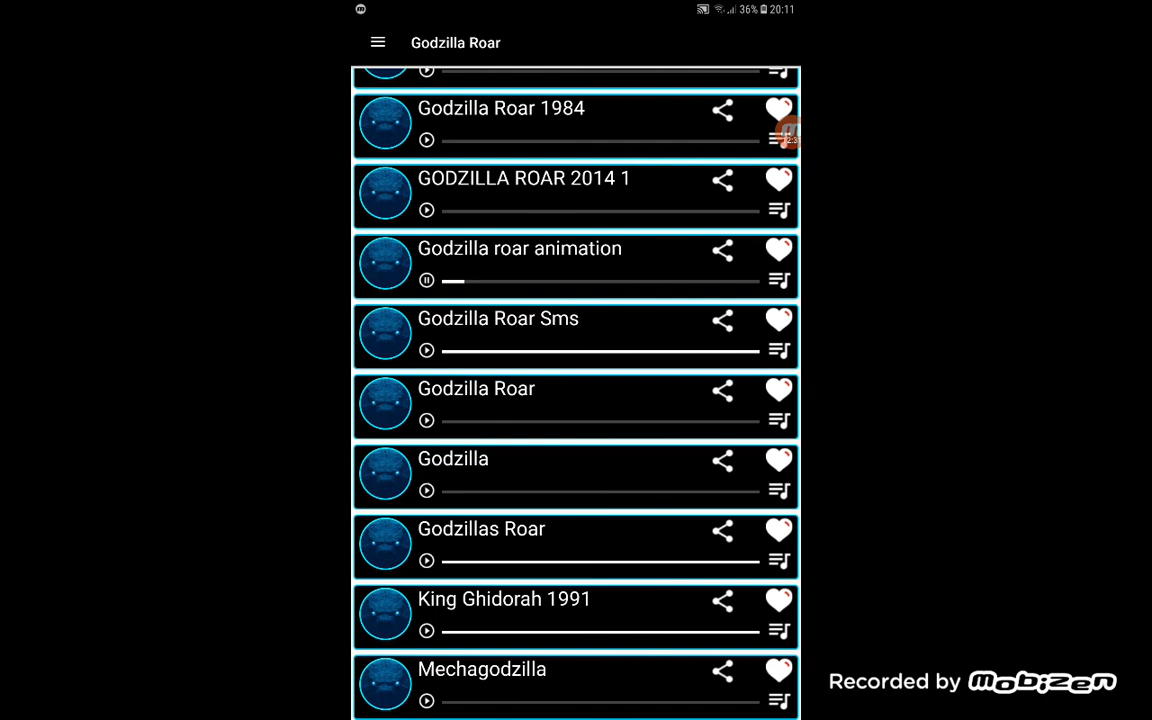 36% 20:11
Godzilla Roar
Godzilla Roar 1984
GODZILLA ROAR 2014 1
Godzilla roar animation
Godzilla Roar Sms
Godzilla Roar
Godzilla
Godzillas Roar
King Ghidorah 1991
Mechagodzilla
Recorded by mobizen